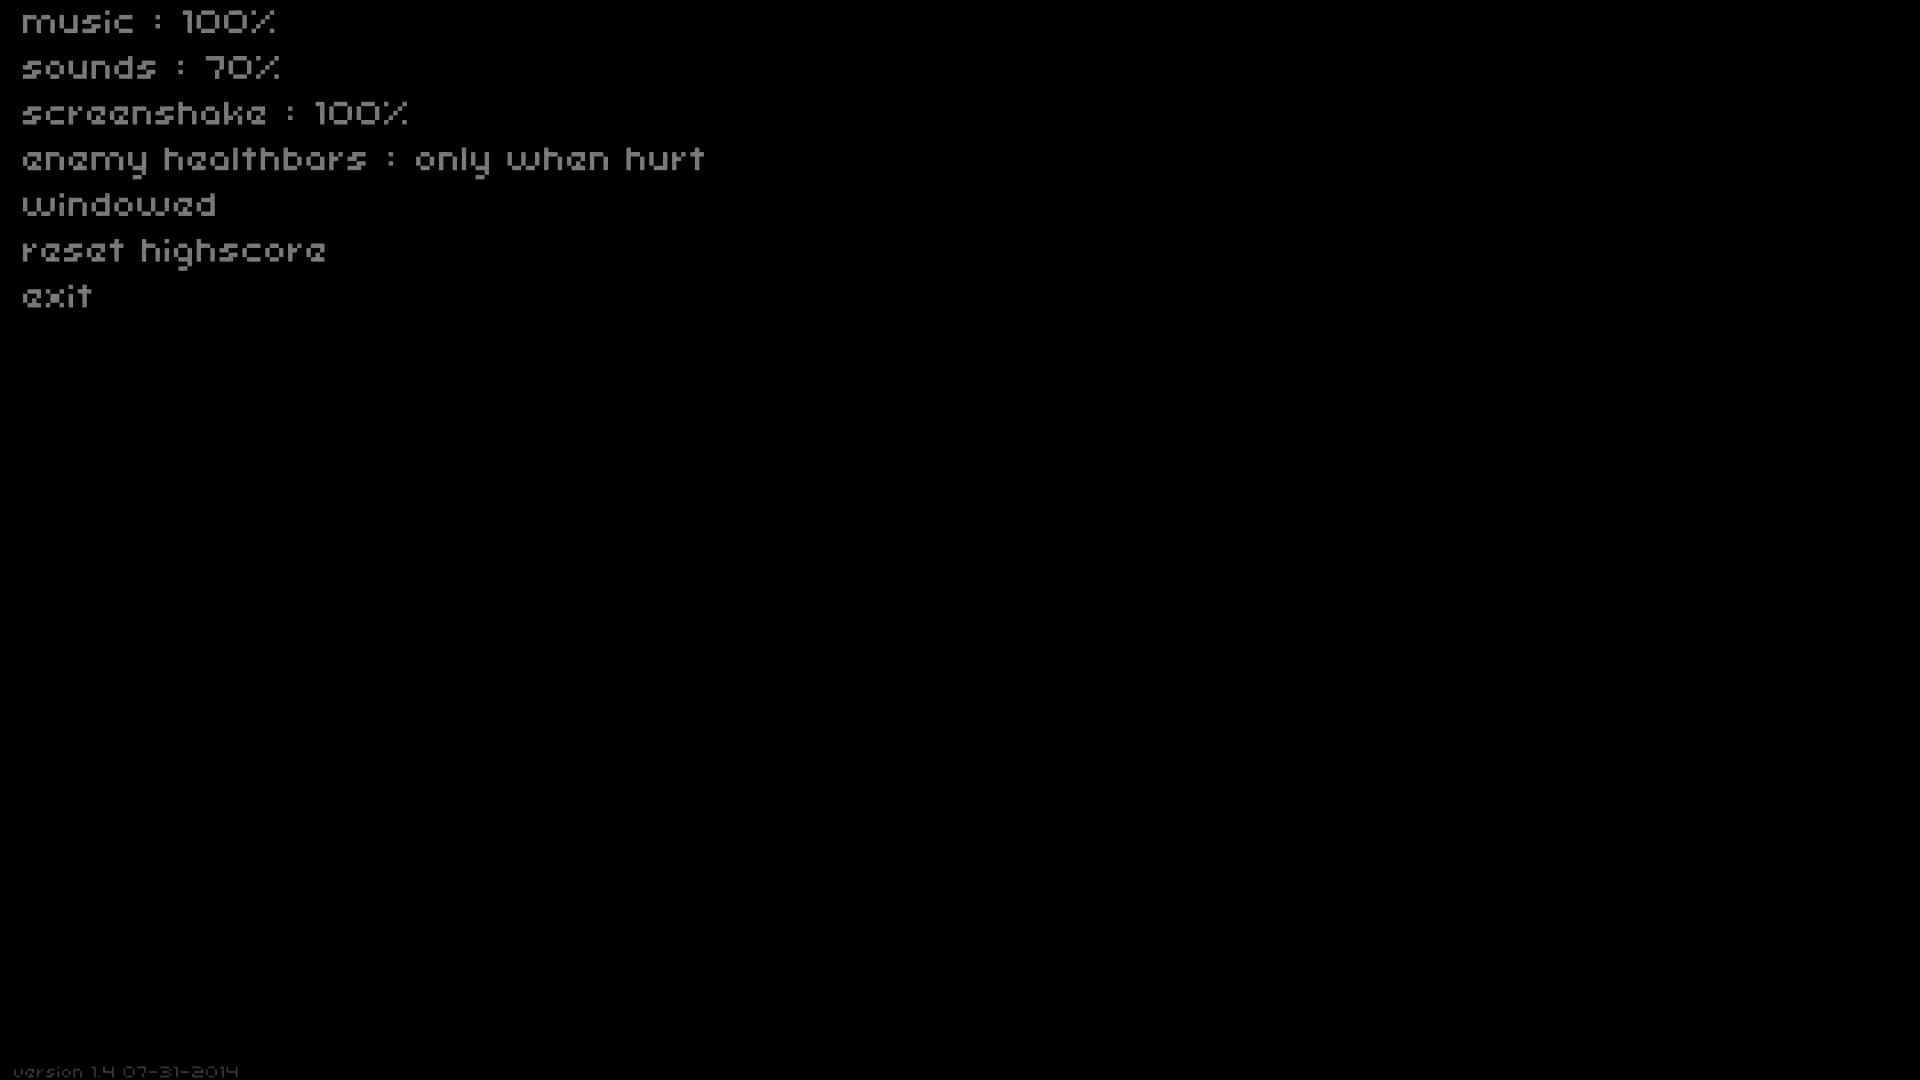 music : 100%
sounds : 70%
screenshake : 100%
enemy healthbars : only when hurt
windowed
reset highscore
exit
version 1.4 07-31-2014